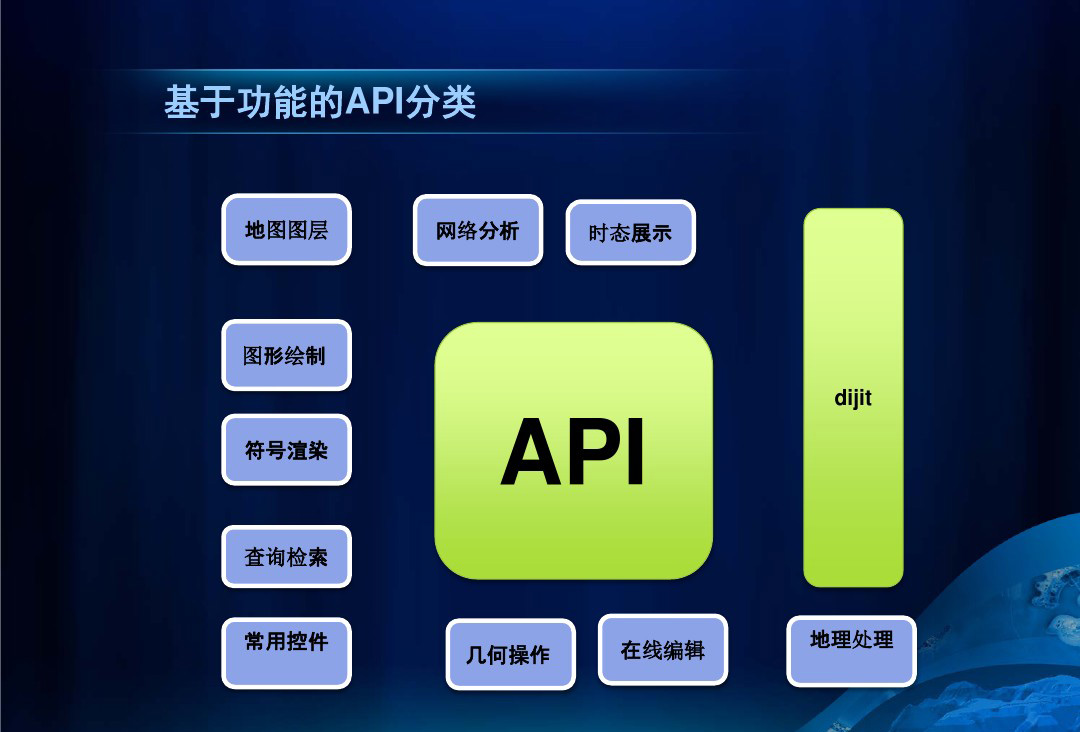 基于功能的API分类
地图图层
网络分析
时态展示
图形绘制
符号渲染
查询检索
常用控件
API
dijit
几何操作
在线编辑
地理处理